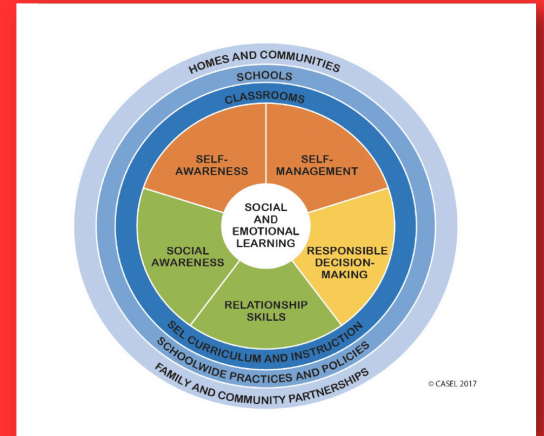 HOMES AND COMMUNITIES
SCHOOLS
CLASSROOMS
SELF-
AWARENESS
SELF-
MANAGEMENT
SOCIAL
AND
EMOTIONAL
LEARNING
SOCIAL
AWARENESS
RESPONSIBLE
DECISION-
MAKING
RELATIONSHIP
SKILLS
SEL CURRICULUM AND INSTRUCTION
SCHOOLWIDE PRACTICES AND POLICIES
FAMILY AND COMMUNITY PARTNERSHIPS
© CASEL 2017